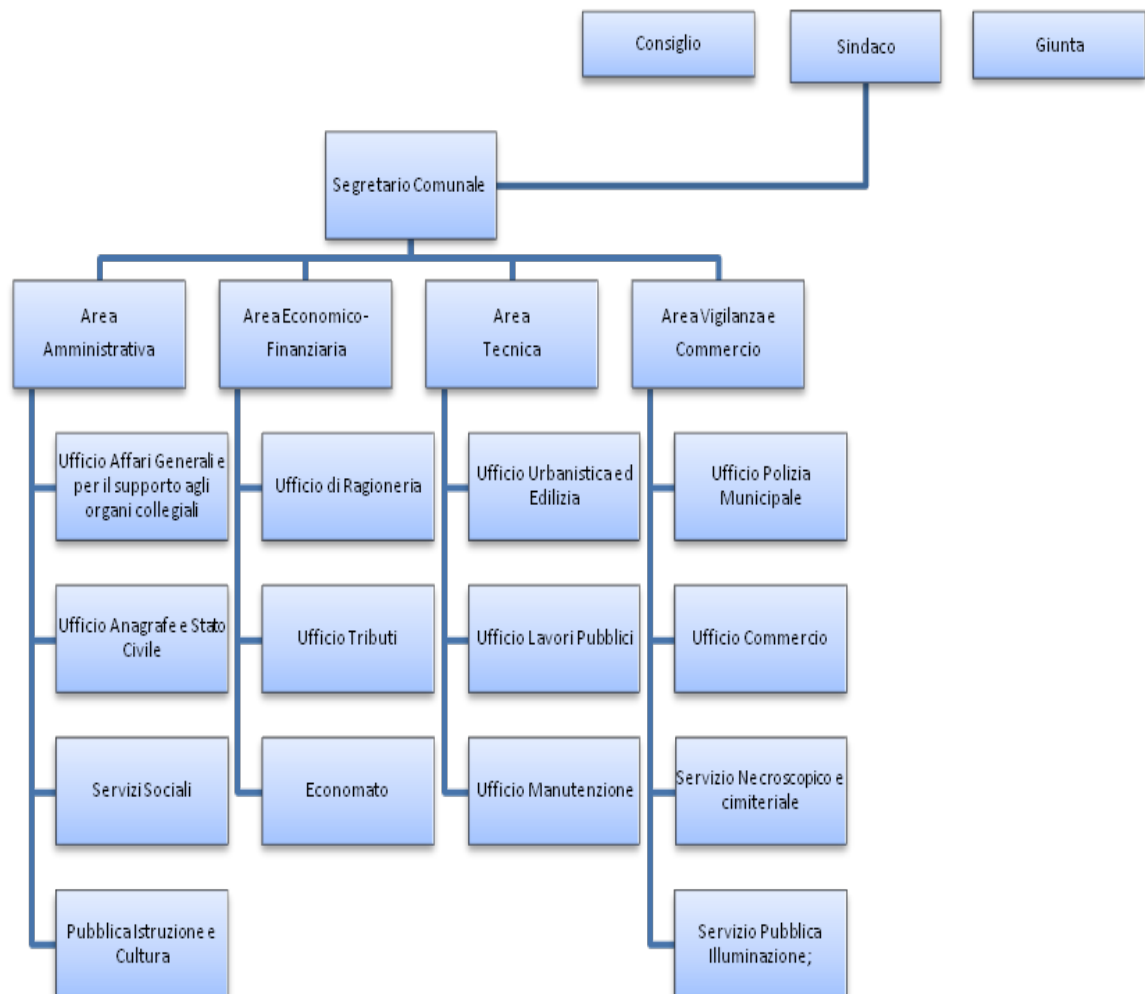 Consiglio
Sindaco
Giunta
Segretario Comunale
Area
Amministrativa
Area Economico-
Finanziaria
Area
Tecnica
Area Vigilanza e
Commercio
Ufficio Affari Generali e
per il supporto agli
organi collegiali
Ufficio di Ragioneria
Ufficio Urbanistica ed
Edilizia
Ufficio Polizia
Municipale
Ufficio Anagrafe e Stato
Civile
Ufficio Tributi
Ufficio Lavori Pubblici
Ufficio Commercio
Servizi Sociali
Economato
Ufficio Manutenzione
Servizio Necroscopico e
cimiteriale
Pubblica Istruzione e
Cultura
Servizio Pubblica
Illuminazione;